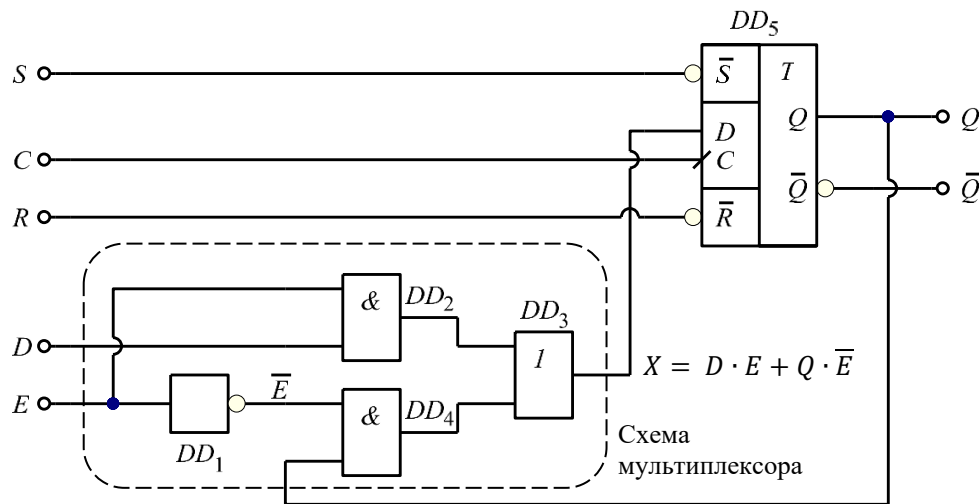 DD₅
S
S̅
T
D
Q
Q
C
C
Q̅
Q̅
R
R̅
&
DD₂
DD₃
D
1
X = D · E + Q · E̅
E
E̅
&
DD₄
DD₁
Схема
мультиплексора